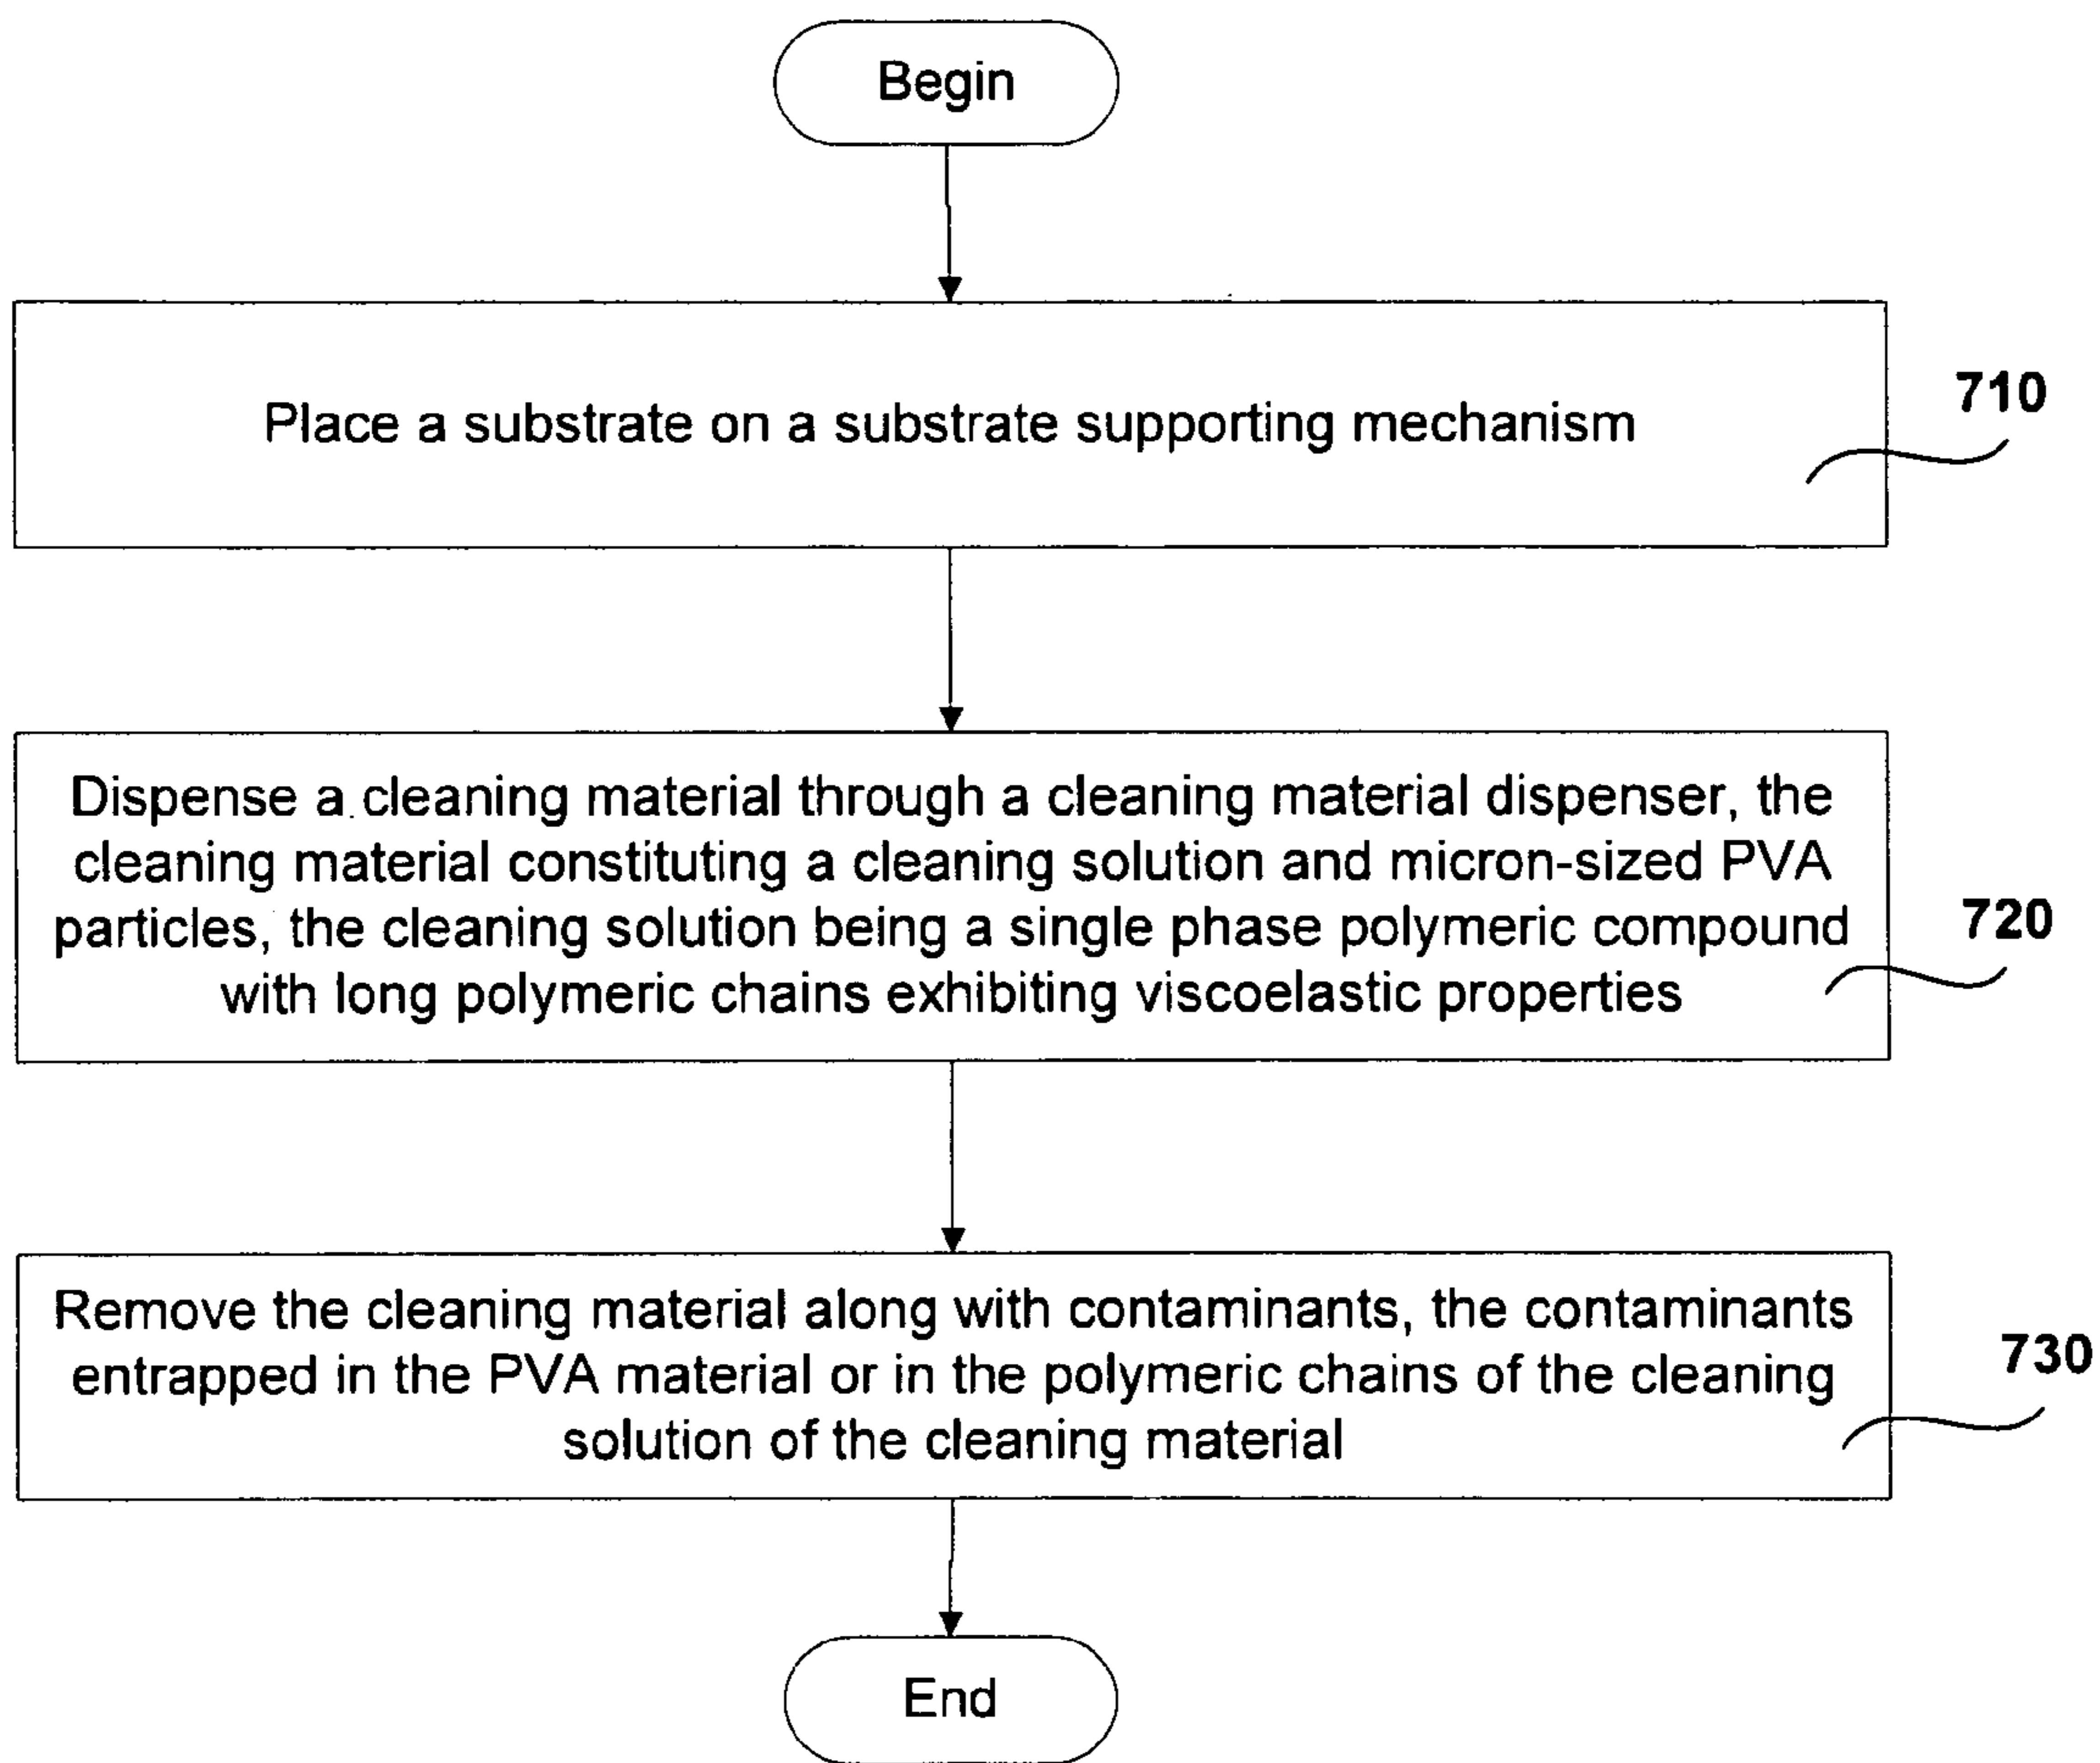 Begin
Place a substrate on a substrate supporting mechanism
710
Dispense a cleaning material through a cleaning material dispenser, the
cleaning material constituting a cleaning solution and micron-sized PVA
particles, the cleaning solution being a single phase polymeric compound
with long polymeric chains exhibiting viscoelastic properties
720
Remove the cleaning material along with contaminants, the contaminants
entrapped in the PVA material or in the polymeric chains of the cleaning
solution of the cleaning material
730
End